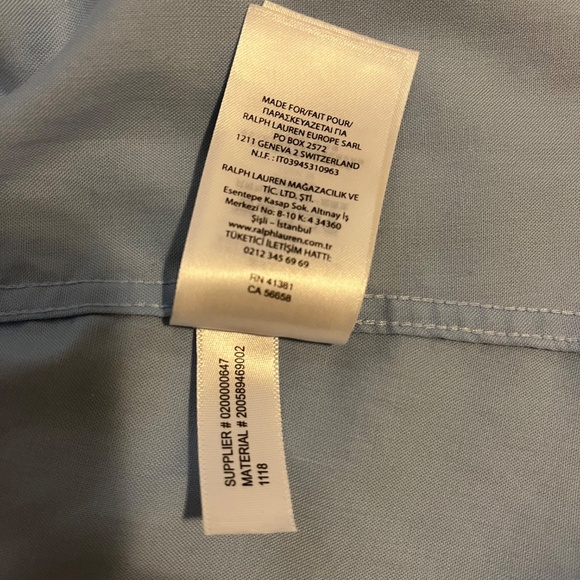 MADE FOR/FAIT POUR/
ΠΑΡΑΣΚΕΥΑΖΕΤΑΙ ΓΙΑ
RALPH LAUREN EUROPE SARL
PO BOX 2572
1211 GENEVA 2 SWITZERLAND
N.I.F. : IT03945310963
RALPH LAUREN MAĞAZACILIK VE
TİC. LTD. ŞTİ.
Esentepe Kasap Sok. Altınay İş
Merkezi No: 8-10 K: 4 34360
Şişli – İstanbul
www.ralphlauren.com.tr
TÜKETİCİ İLETİŞİM HATTI:
0212 345 69 69
RN 41381
CA 56658
SUPPLIER # 0200000647
MATERIAL # 200589469002
1118